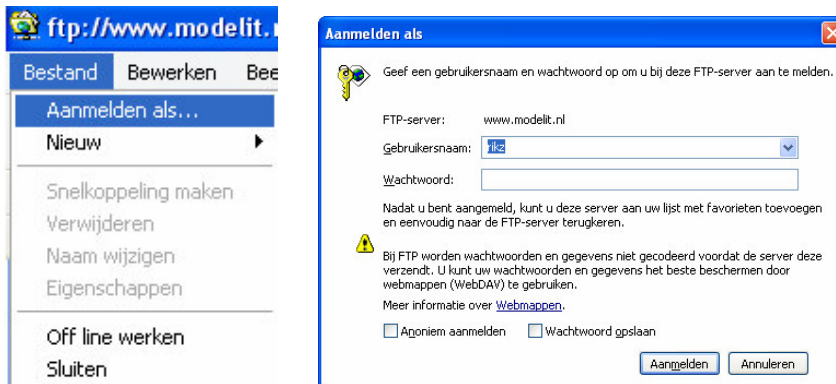 ftp://www.modelit.
Bestand Bewerken Bee
Aanmelden als...
Nieuw
Snelkoppeling maken
Verwijderen
Naam wijzigen
Eigenschappen
Off line werken
Sluiten
Aanmelden als
Geef een gebruikersnaam en wachtwoord op om u bij deze FTP-server aan te melden.
FTP-server: www.modelit.nl
Gebruikersnaam: rikz
Wachtwoord:
Nadat u bent aangemeld, kunt u deze server aan uw lijst met favorieten toevoegen
en eenvoudig naar de FTP-server terugkeren.
Bij FTP worden wachtwoorden en gegevens niet gecodeerd voordat de server deze
verzendt. U kunt uw wachtwoorden en gegevens het beste beschermen door
webmappen (WebDAV) te gebruiken.
Meer informatie over Webmappen.
Anoniem aanmelden Wachtwoord opslaan
Aanmelden Annuleren